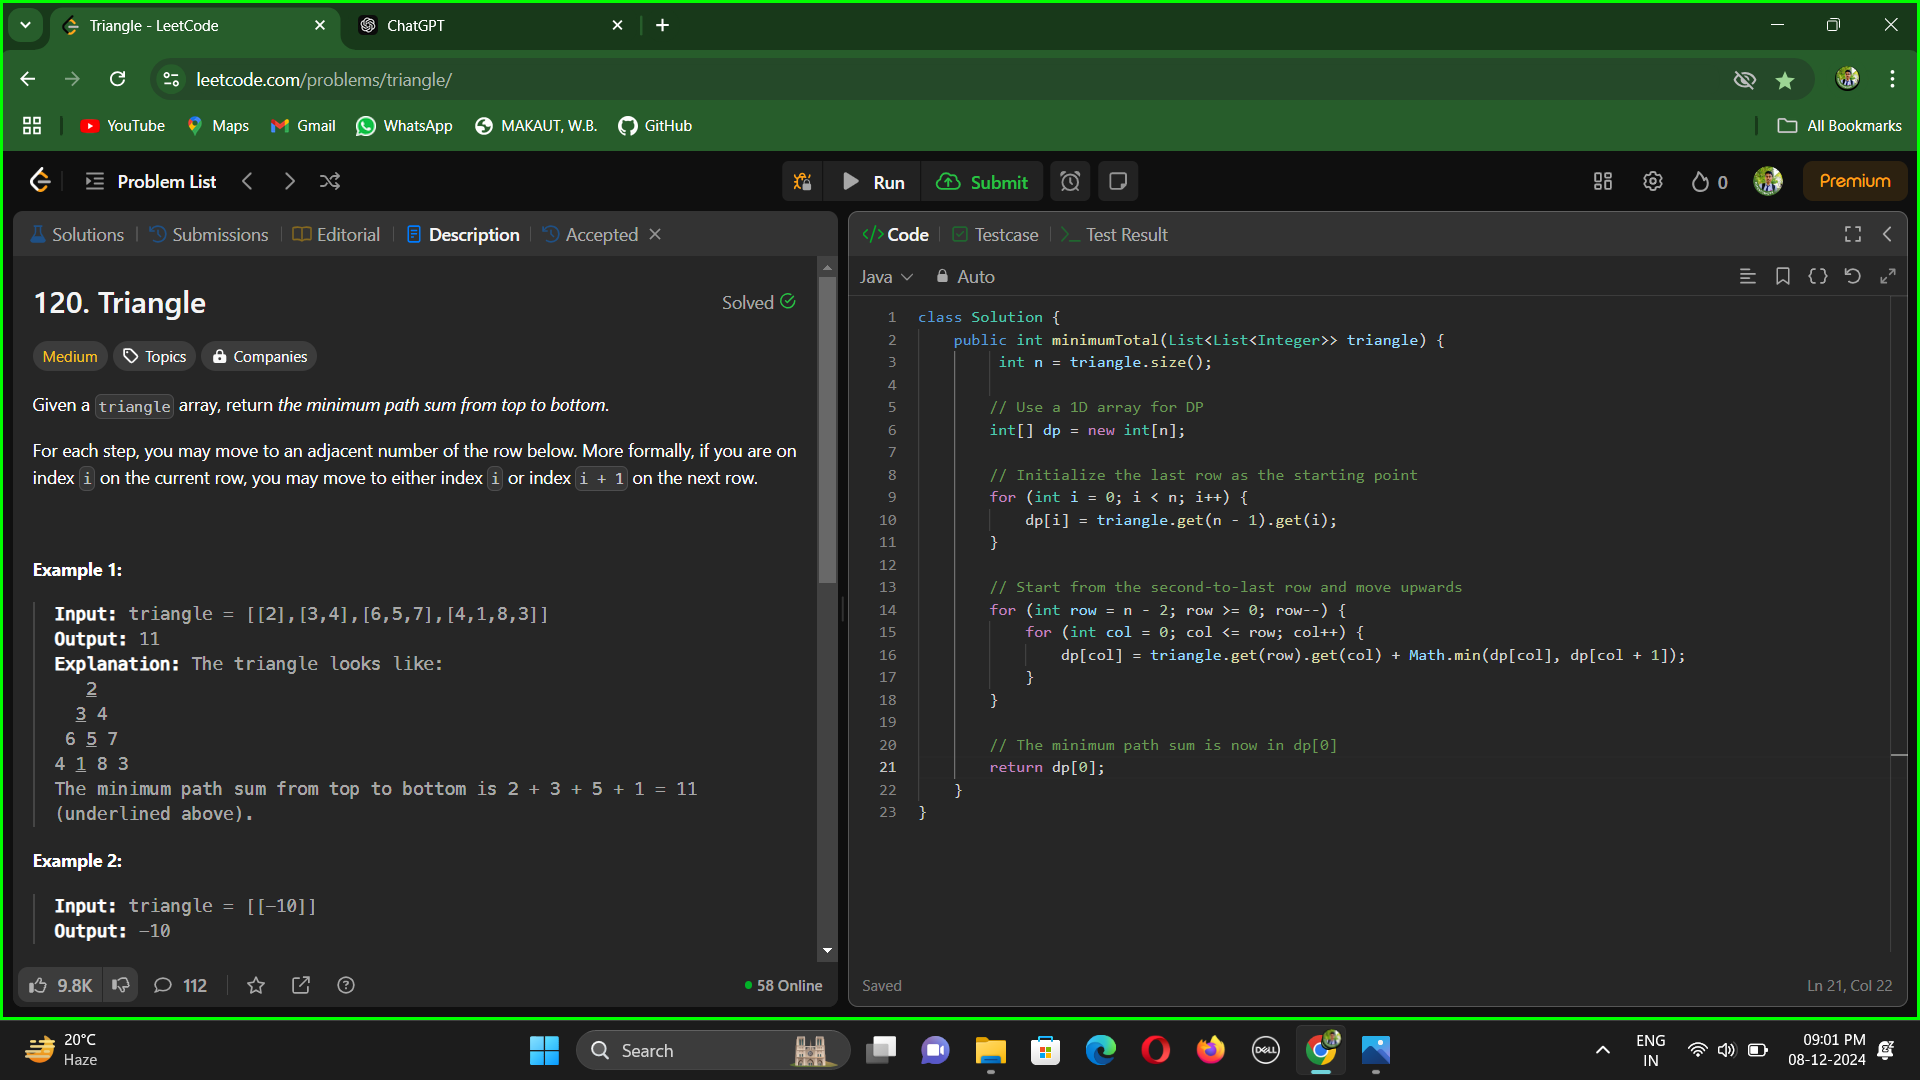 Triangle - LeetCode
ChatGPT
leetcode.com/problems/triangle/
YouTube Maps Gmail WhatsApp MAKAUT, W.B. GitHub All Bookmarks
Problem List Run Submit 0 Premium
Solutions Submissions Editorial Description Accepted
120. Triangle
Solved
Medium Topics Companies
Given a triangle array, return the minimum path sum from top to bottom.
For each step, you may move to an adjacent number of the row below. More formally, if you are on
index i on the current row, you may move to either index i or index i + 1 on the next row.
Example 1:
Input: triangle = [[2],[3,4],[6,5,7],[4,1,8,3]]
Output: 11
Explanation: The triangle looks like:
2
3 4
6 5 7
4 1 8 3
The minimum path sum from top to bottom is 2 + 3 + 5 + 1 = 11
(underlined above).
Example 2:
Input: triangle = [[-10]]
Output: -10
9.8K 112 58 Online
Code Testcase Test Result
Java Auto
1 class Solution {
2 public int minimumTotal(List<List<Integer>> triangle) {
3 int n = triangle.size();
4
5 // Use a 1D array for DP
6 int[] dp = new int[n];
7
8 // Initialize the last row as the starting point
9 for (int i = 0; i < n; i++) {
10 dp[i] = triangle.get(n - 1).get(i);
11 }
12
13 // Start from the second-to-last row and move upwards
14 for (int row = n - 2; row >= 0; row--) {
15 for (int col = 0; col <= row; col++) {
16 dp[col] = triangle.get(row).get(col) + Math.min(dp[col], dp[col + 1]);
17 }
18 }
19
20 // The minimum path sum is now in dp[0]
21 return dp[0];
22 }
23 }
Saved Ln 21, Col 22
20°C
Haze
Search
DELL
ENG
IN
09:01 PM
08-12-2024